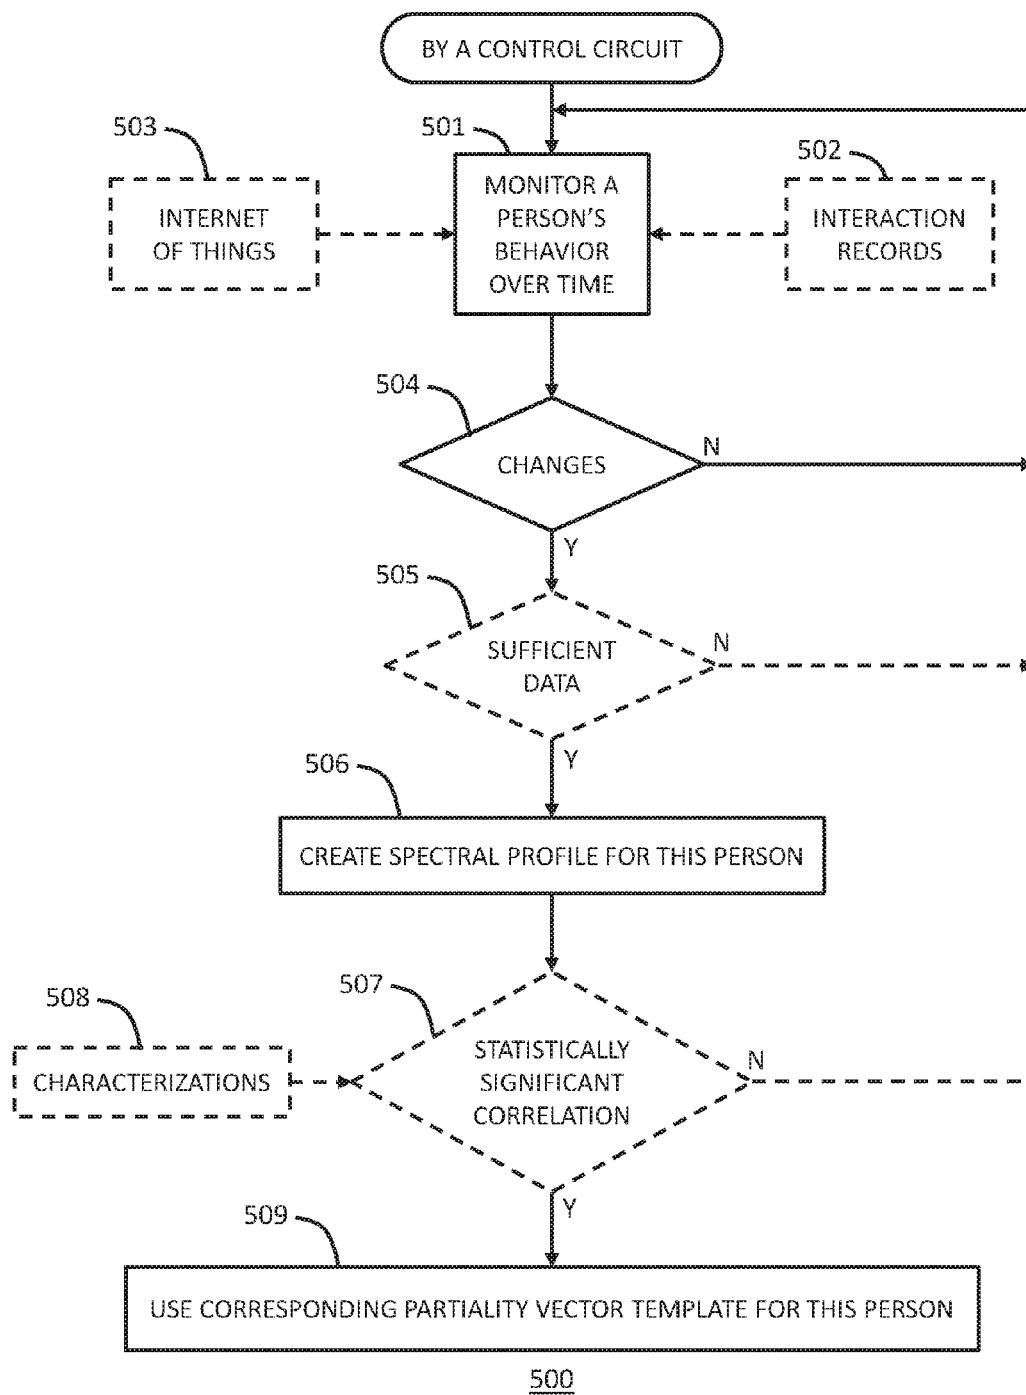 BY A CONTROL CIRCUIT
503
501
502
INTERNET
OF THINGS
MONITOR A
PERSON'S
BEHAVIOR
OVER TIME
INTERACTION
RECORDS
504
CHANGES
N
Y
505
SUFFICIENT
DATA
N
Y
506
CREATE SPECTRAL PROFILE FOR THIS PERSON
507
508
CHARACTERIZATIONS
STATISTICALLY
SIGNIFICANT
CORRELATION
N
Y
509
USE CORRESPONDING PARTIALITY VECTOR TEMPLATE FOR THIS PERSON
500